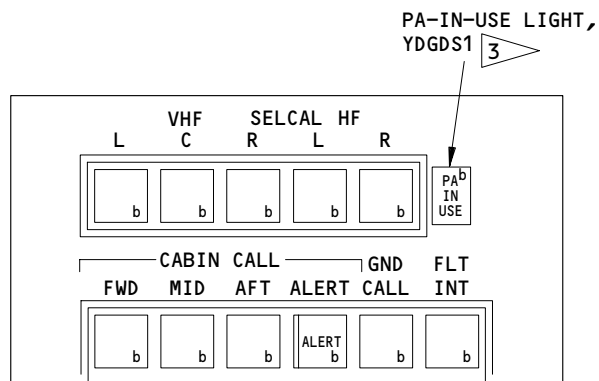 PA-IN-USE LIGHT,
YDGDS1 3
VHF SELCAL HF
L C R L R
PA b
IN
USE
b b b b b
CABIN CALL GND FLT
FWD MID AFT ALERT CALL INT
ALERT
b b b b b b